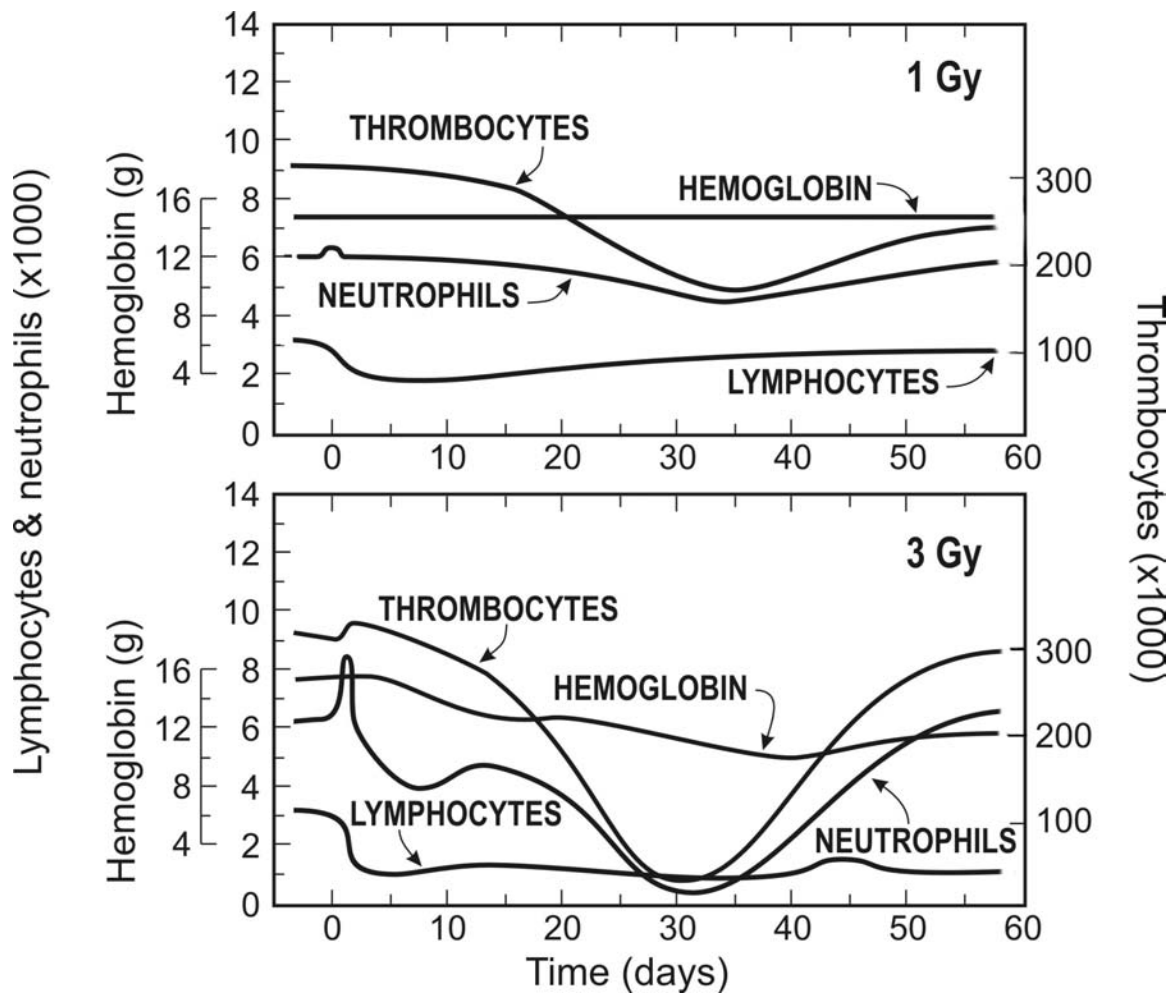 Lymphocytes & neutrophils (x1000)
Hemoglobin (g)
16
12
8
4
14
12
10
8
6
4
2
0
1 Gy
THROMBOCYTES
HEMOGLOBIN
NEUTROPHILS
LYMPHOCYTES
300
200
100
0 10 20 30 40 50 60
Thrombocytes (x1000)
Hemoglobin (g)
16
12
8
4
14
12
10
8
6
4
2
0
3 Gy
THROMBOCYTES
HEMOGLOBIN
LYMPHOCYTES
NEUTROPHILS
300
200
100
0 10 20 30 40 50 60
Time (days)